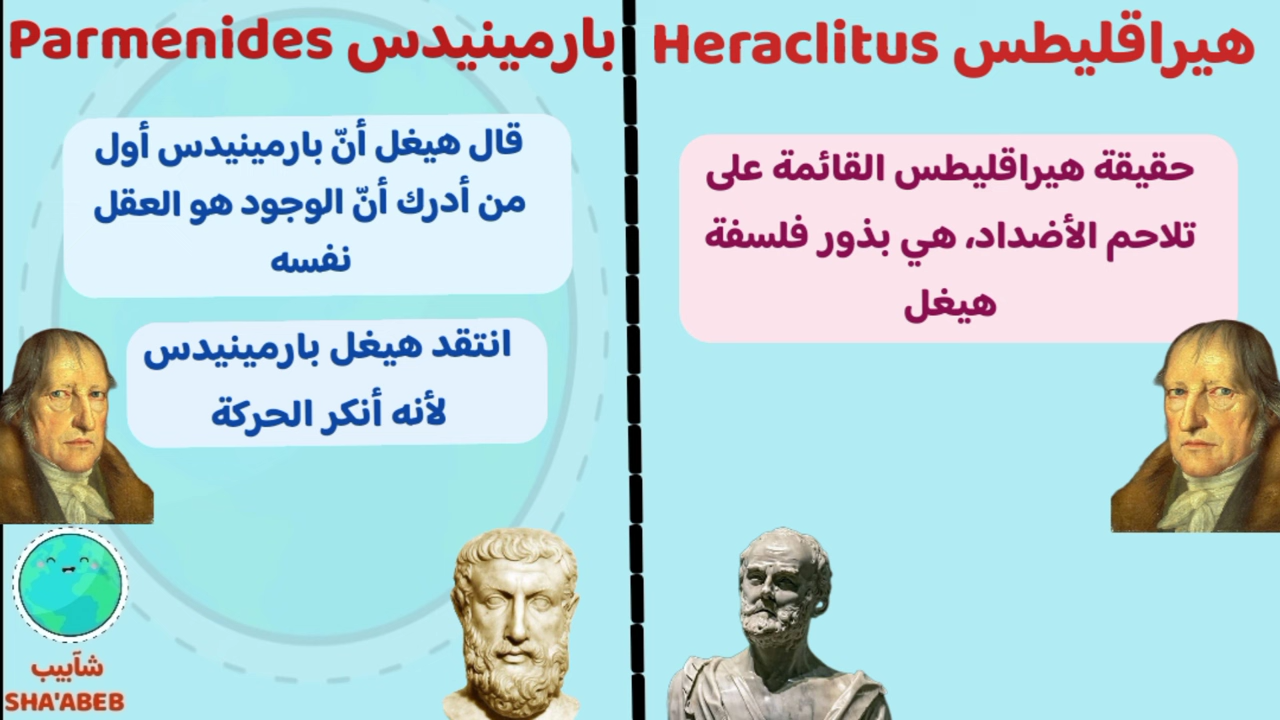 هيراقليطس Heraclitus
حقيقة هيراقليطس القائمة على
تلاحم الأضداد، هي بذور فلسفة
هيغل
بارمينيدس Parmenides
قال هيغل أنّ بارمينيدس أول
من أدرك أنّ الوجود هو العقل
نفسه
انتقد هيغل بارمينيدس
لأنه أنكر الحركة
شآبيب
SHA'ABEB